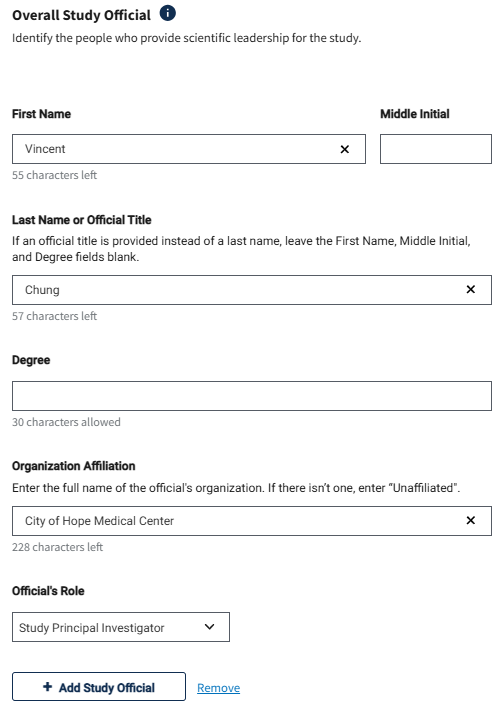 Overall Study Official
Identify the people who provide scientific leadership for the study.
First Name
Middle Initial
Vincent
55 characters left
Last Name or Official Title
If an official title is provided instead of a last name, leave the First Name, Middle Initial,
and Degree fields blank.
Chung
57 characters left
Degree
30 characters allowed
Organization Affiliation
Enter the full name of the official's organization. If there isn't one, enter “Unaffiliated".
City of Hope Medical Center
228 characters left
Official's Role
Study Principal Investigator
+ Add Study Official Remove